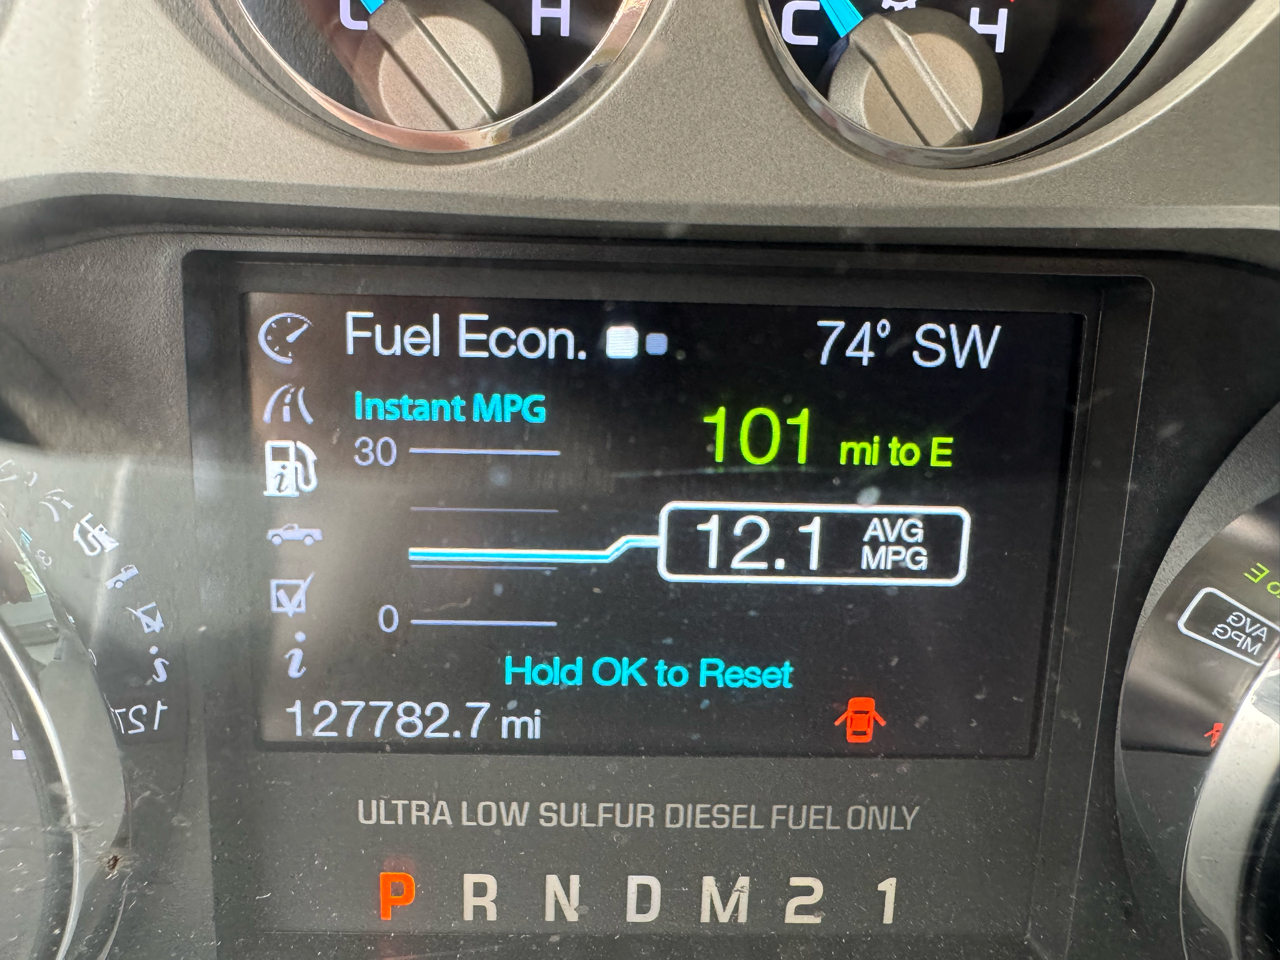 C H
C H
Fuel Econ. 74° SW
Instant MPG
101 mi to E
30
12.1 AVG MPG
0
Hold OK to Reset
127782.7 mi
ULTRA LOW SULFUR DIESEL FUEL ONLY
P R N D M 2 1